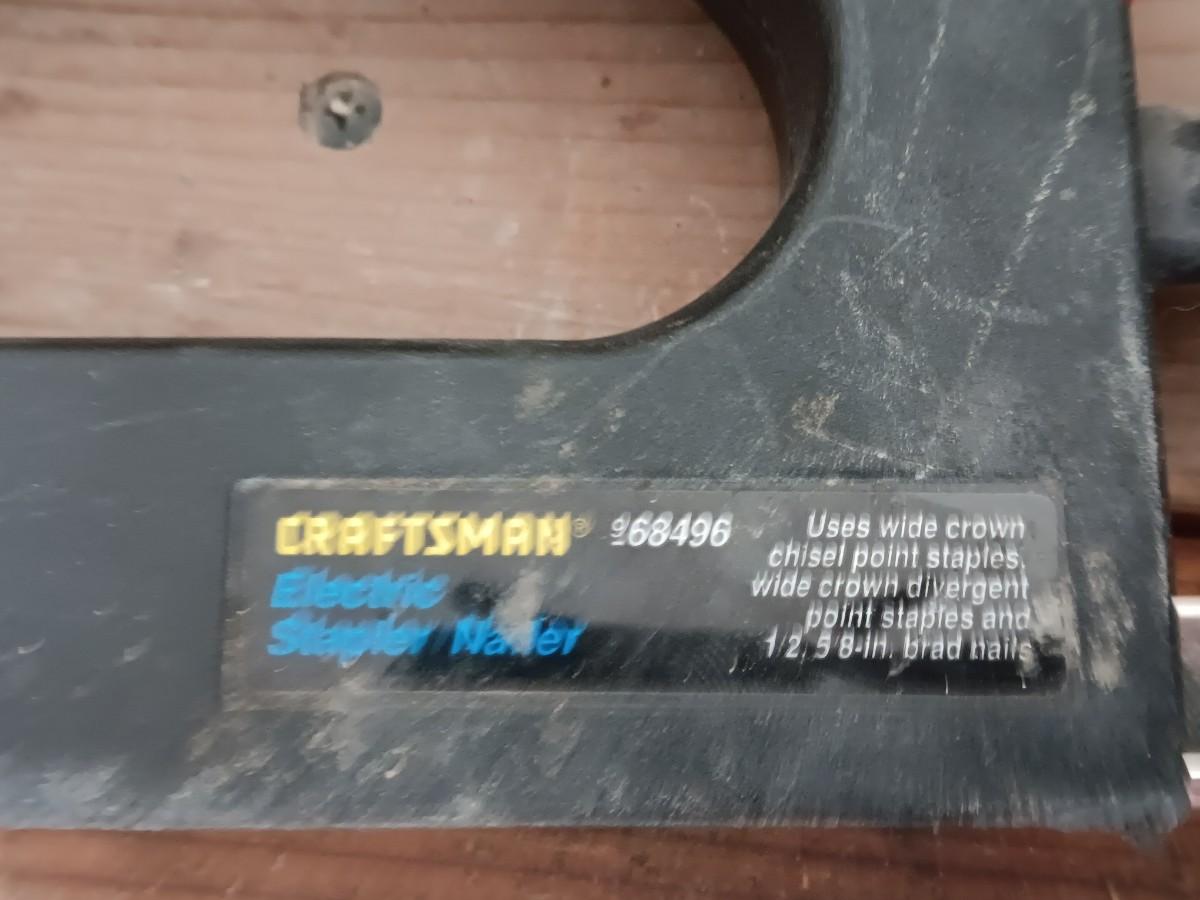 CRAFTSMAN® 968496
Electric
Stapler Nailer
Uses wide crown
chisel point staples,
wide crown divergent
point staples and
1/2, 5/8-in. brad nails